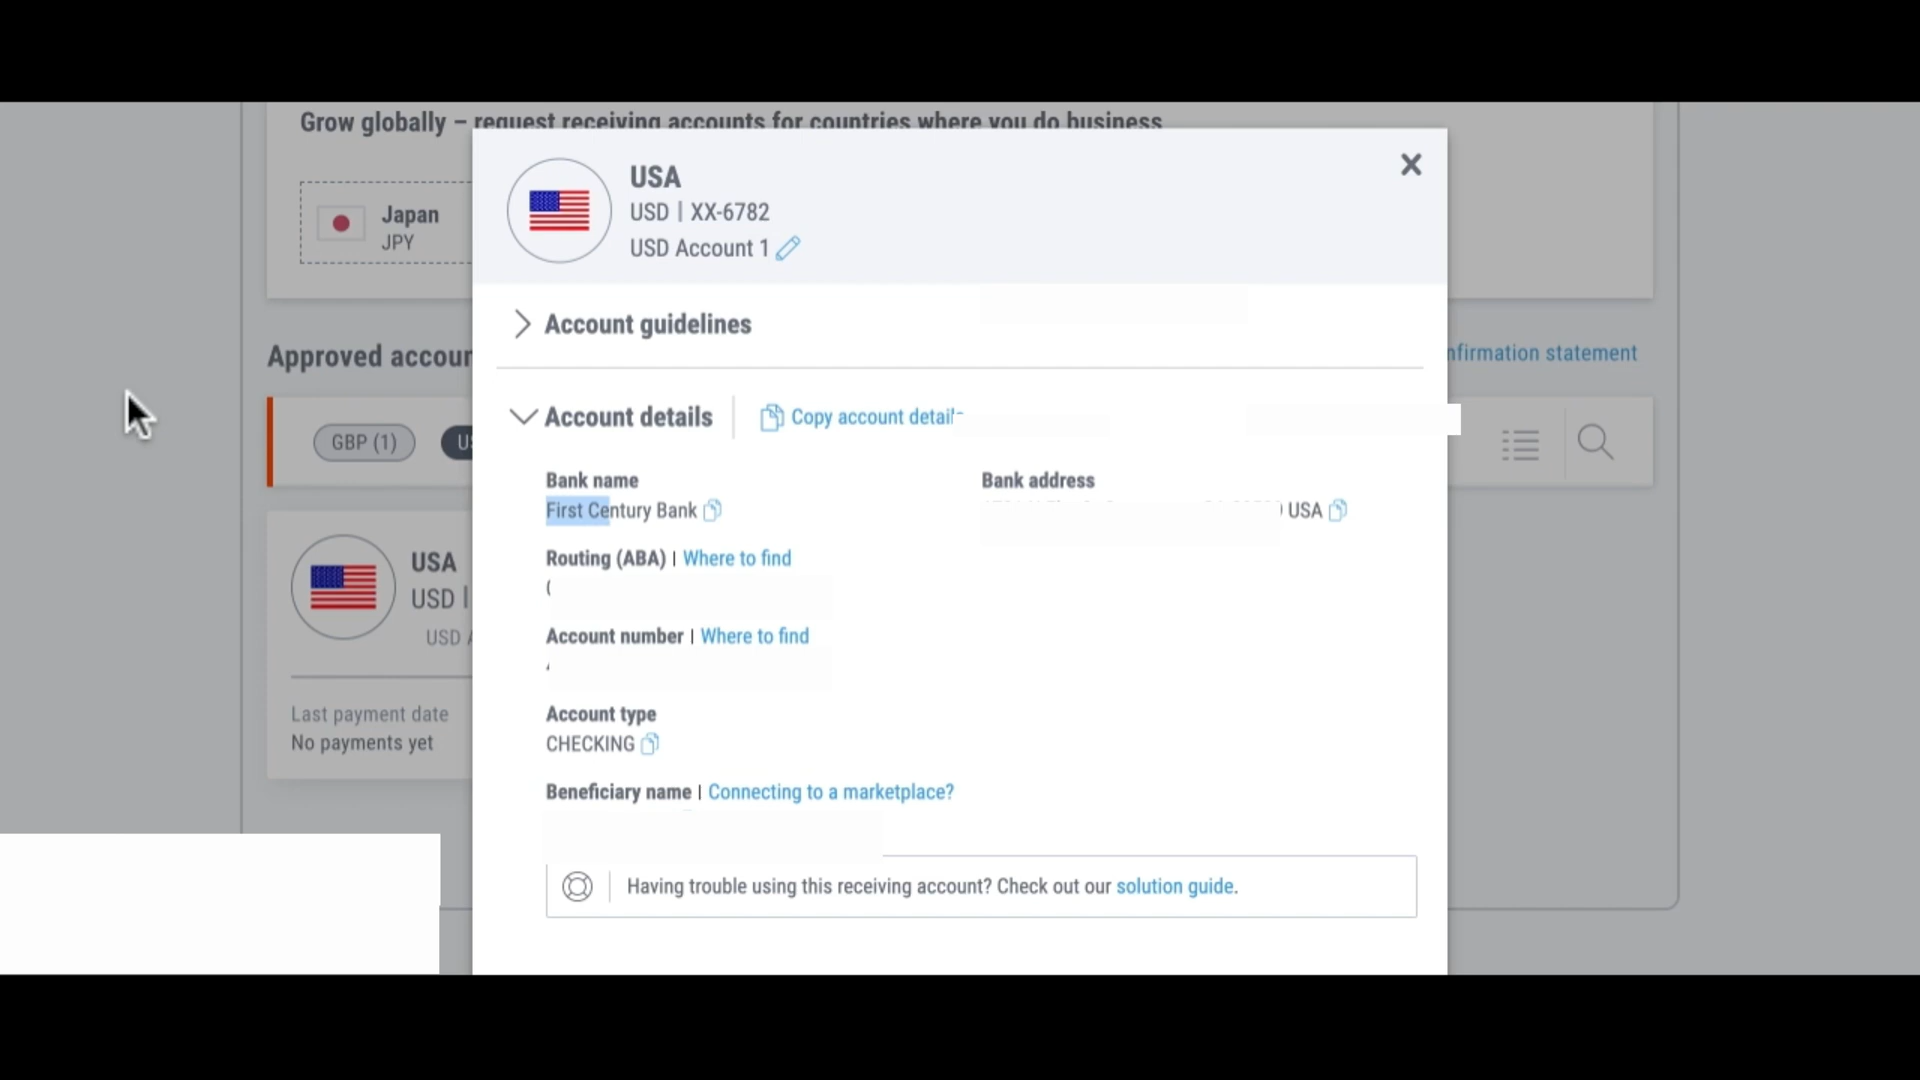 Grow globally – request receiving accounts for countries where you do business
Japan
JPY
USA
USD | XX-6782
USD Account 1
Account guidelines
Approved
nfirmation statement
GBP (1)
Account details
Copy account
Bank name
First Century Bank
Bank address
USA
Routing (ABA) | Where to find
Account number | Where to find
Account type
CHECKING
Beneficiary name | Connecting to a marketplace?
Having trouble using this receiving account? Check out our solution guide.
USA
USD |
USD
Last payment date
No payments yet